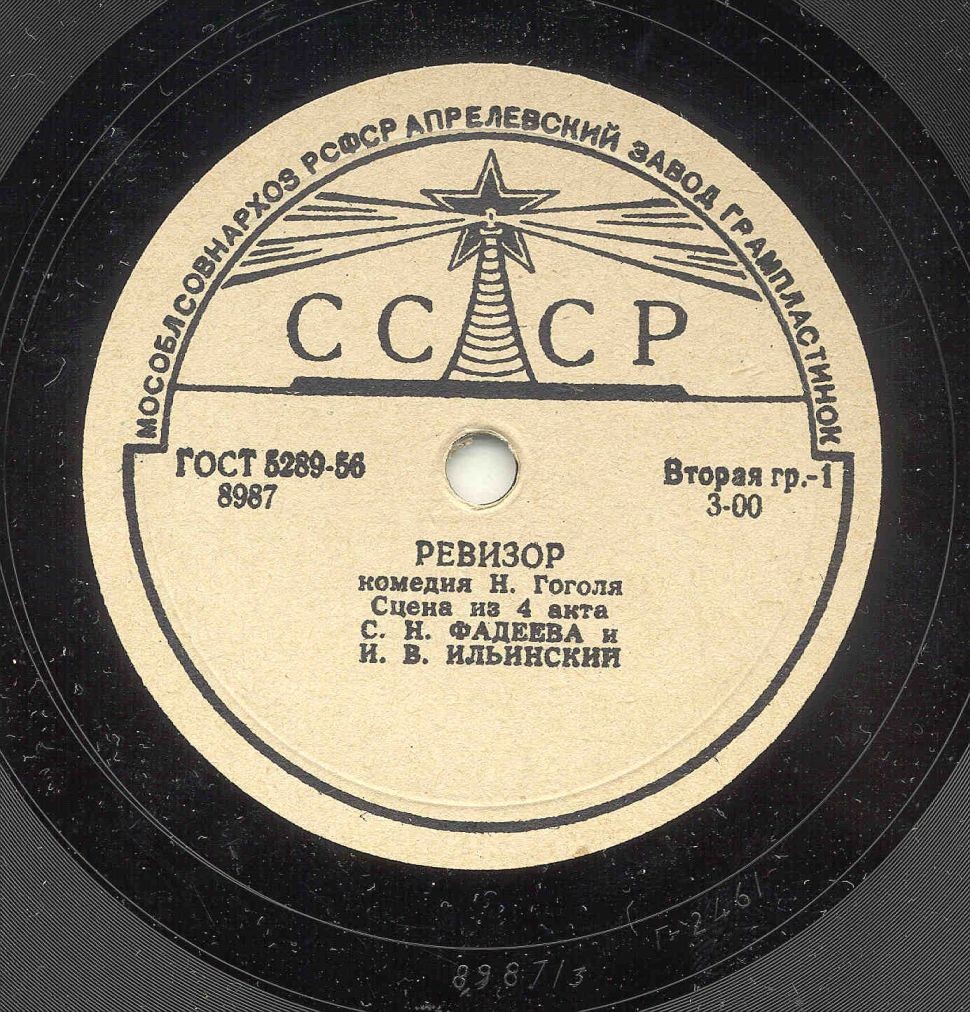 МОСОБЛСОВНАРХОЗ РСФСР АПРЕЛЕВСКИЙ ЗАВОД ГРАМПЛАСТИНОК
СССР
ГОСТ 5289-56
8987
Вторая гр.-1
3-00
РЕВИЗОР
комедия Н. Гоголя
Сцена из 4 акта
С. Н. ФАДЕЕВА и
И. В. ИЛЬИНСКИЙ
Г-2461
8987/3